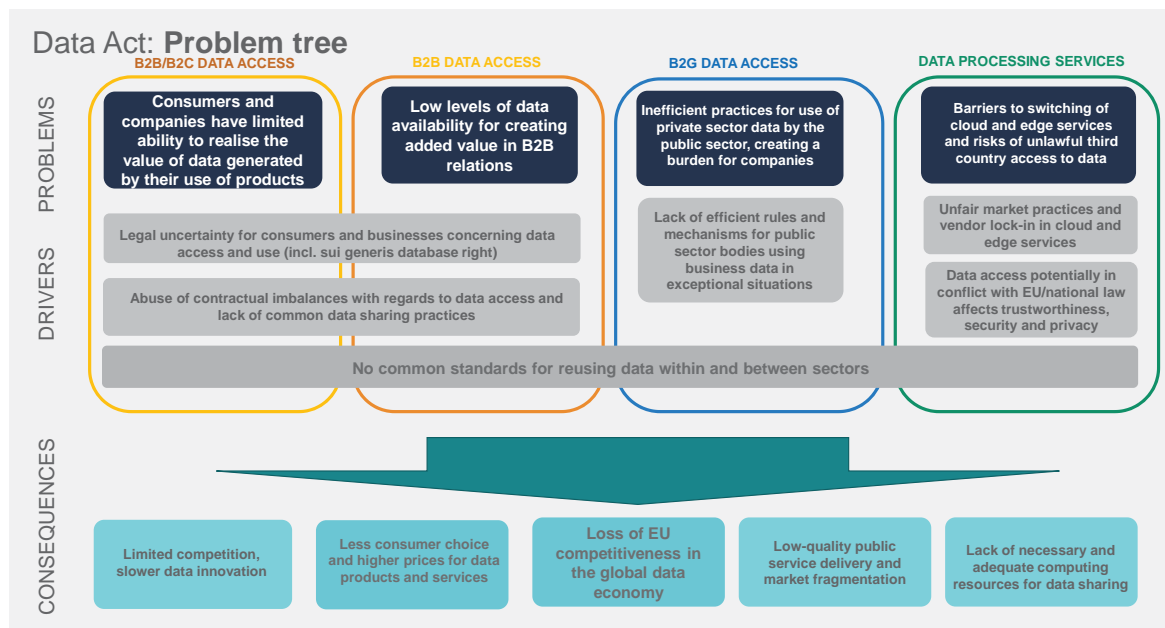 Data Act: Problem tree
B2B/B2C DATA ACCESS
B2B DATA ACCESS
B2G DATA ACCESS
DATA PROCESSING SERVICES
PROBLEMS
Consumers and
companies have limited
ability to realise the
value of data generated
by their use of products
Low levels of data
availability for creating
added value in B2B
relations
Inefficient practices for use of
private sector data by the
public sector, creating a
burden for companies
Barriers to switching of
cloud and edge services
and risks of unlawful third
country access to data
DRIVERS
Legal uncertainty for consumers and businesses concerning data
access and use (incl. sui generis database right)
Abuse of contractual imbalances with regards to data access and
lack of common data sharing practices
Lack of efficient rules and
mechanisms for public
sector bodies using
business data in
exceptional situations
Unfair market practices and
vendor lock-in in cloud and
edge services
Data access potentially in
conflict with EU/national law
affects trustworthiness,
security and privacy
No common standards for reusing data within and between sectors
CONSEQUENCES
Limited competition,
slower data innovation
Less consumer choice
and higher prices for data
products and services
Loss of EU
competitiveness in
the global data
economy
Low-quality public
service delivery and
market fragmentation
Lack of necessary and
adequate computing
resources for data sharing